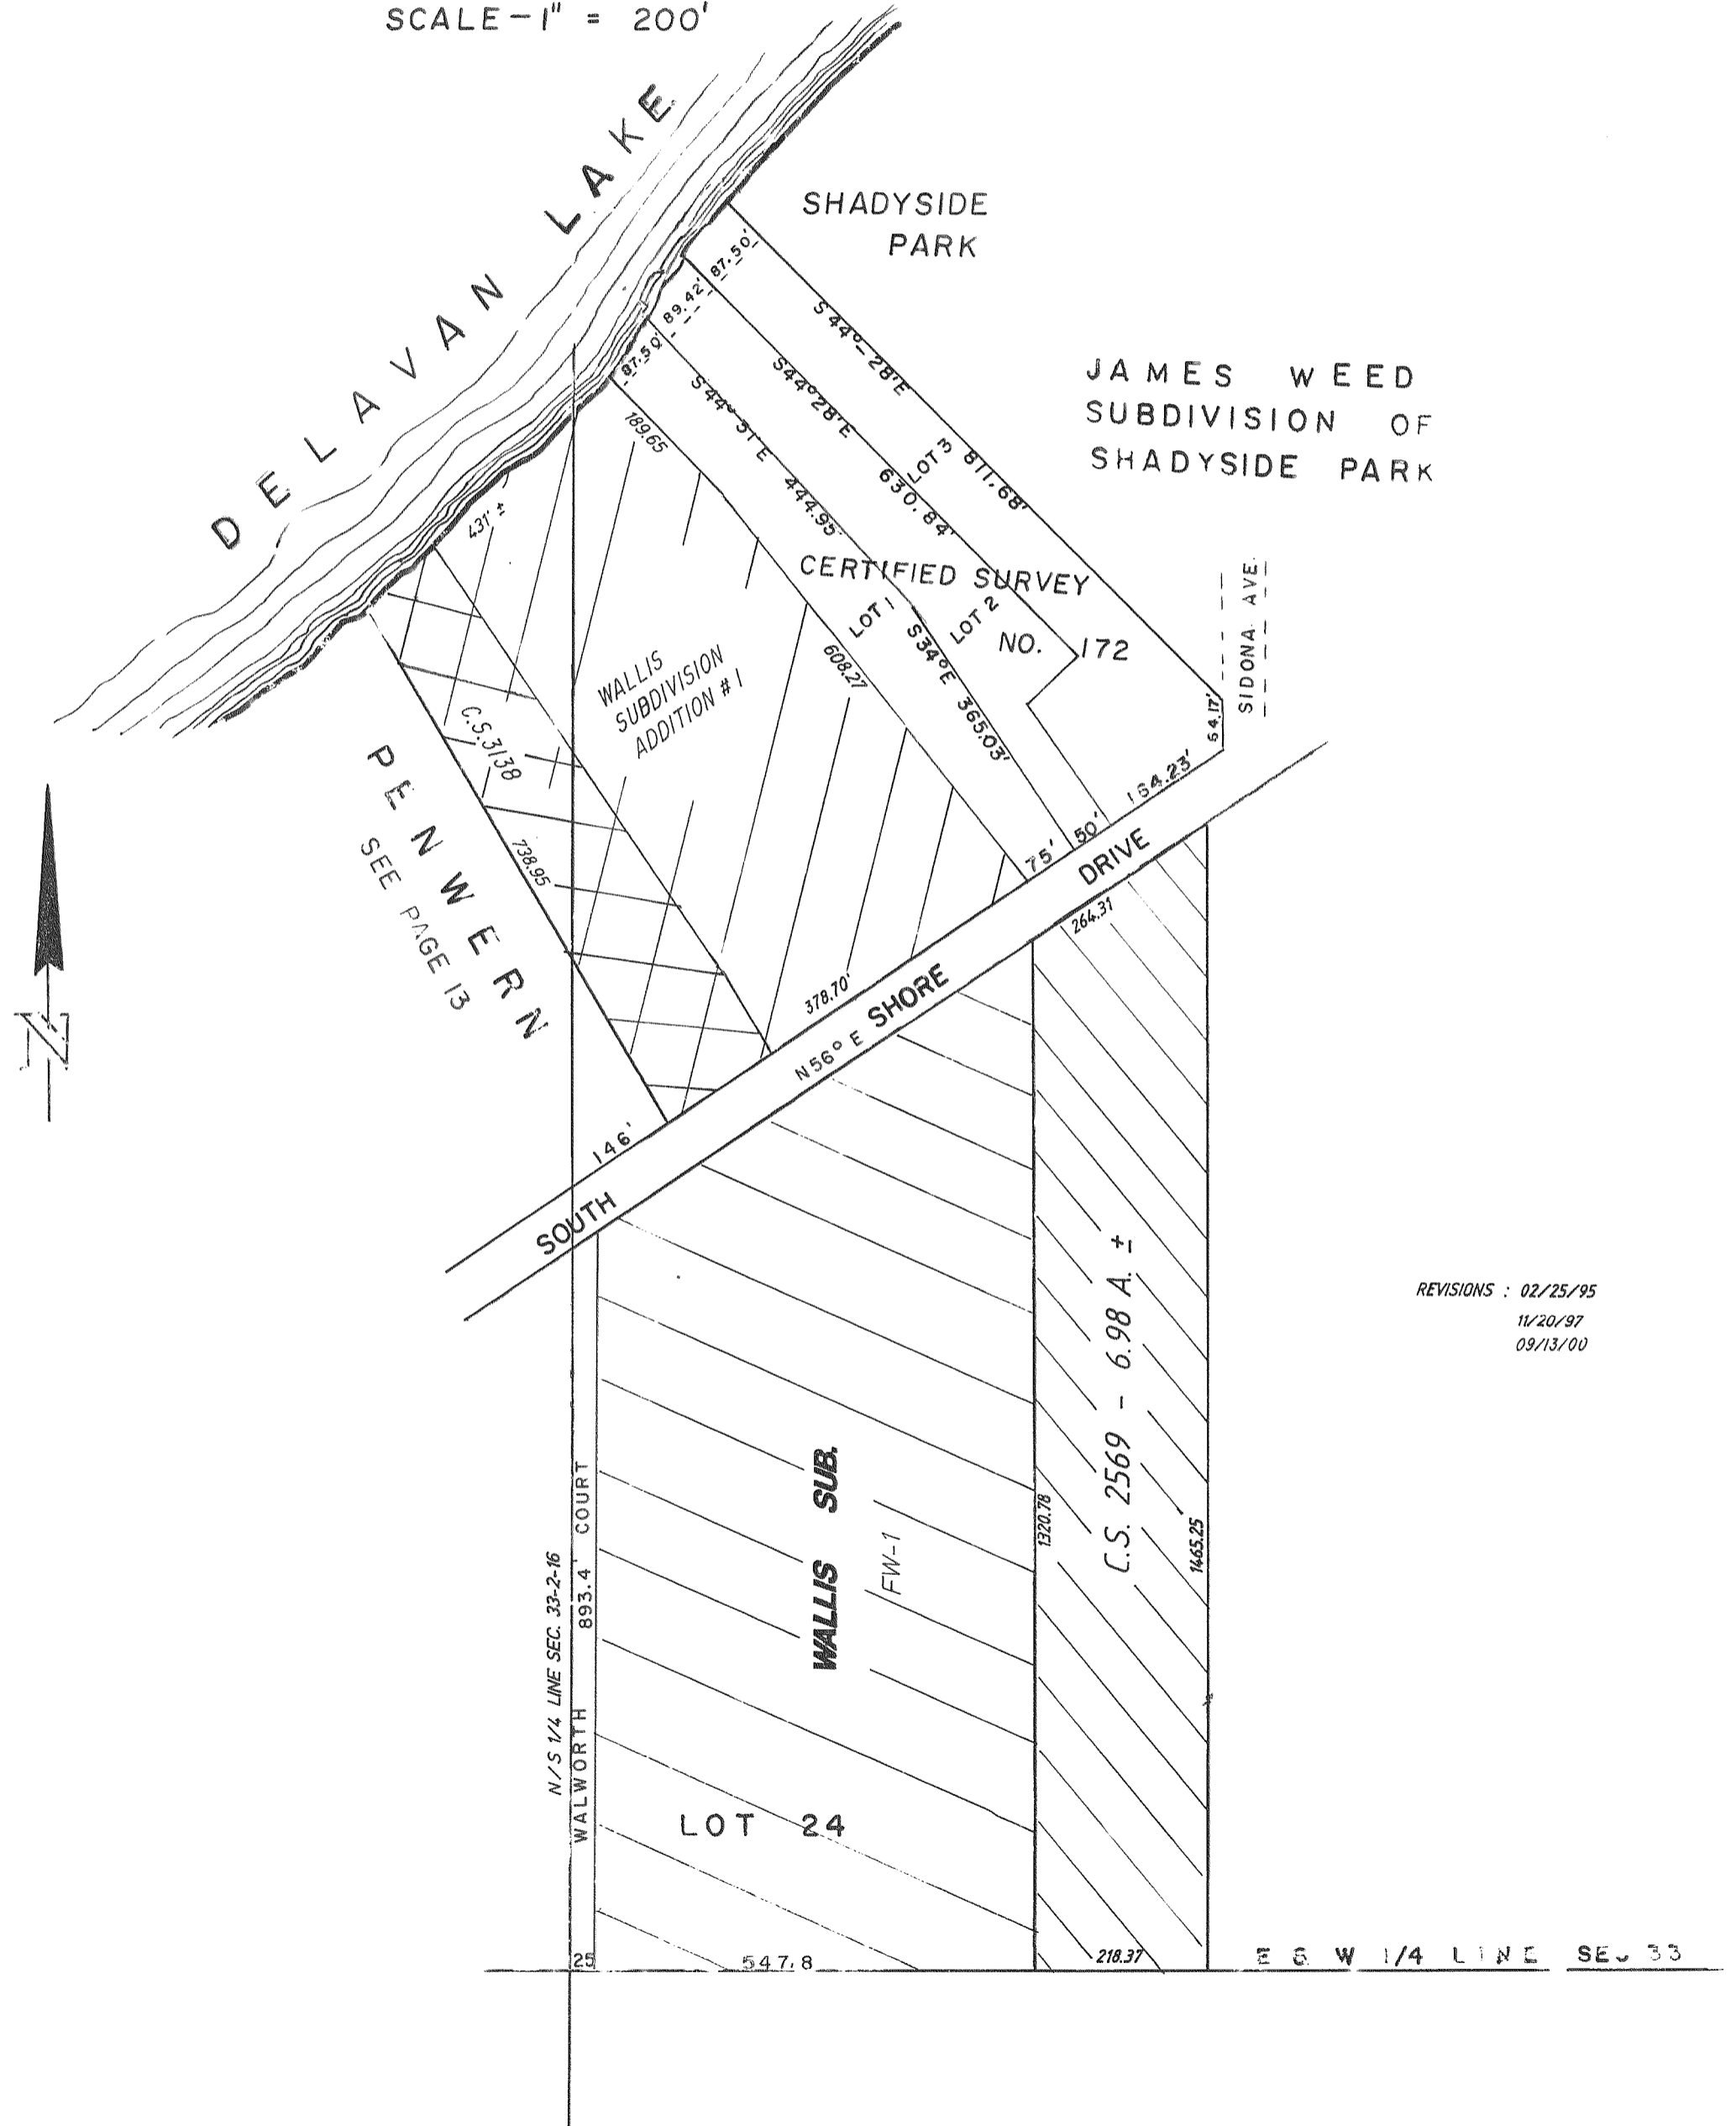 SCALE-1" = 200'
DELAVAN LAKE
SHADYSIDE
PARK
87.50'
89.42'
87.50'
S 44°-28'E
811.68'
LOT 3
S44°28'E
630.84'
S44°-51'E
444.95'
189.65
JAMES WEED
SUBDIVISION OF
SHADYSIDE PARK
431' ±
CERTIFIED SURVEY
NO. 172
LOT 1
LOT 2
S34°E 365.03'
608.27
SIDONA AVE.
54.17'
WALLIS
SUBDIVISION
ADDITION #1
C.S. 3138
738.95
PENWERN
SEE PAGE 13
164.23'
50'
75'
378.70'
146'
SOUTH SHORE DRIVE
N56° E
264.31
N
C.S. 2569 - 6.98 A. ±
REVISIONS : 02/25/95
11/20/97
09/13/00
WALLIS SUB.
FW-1
1320.78
1465.25
N/S 1/4 LINE SEC. 33-2-16
WALWORTH 893.4' COURT
LOT 24
25
547.8
218.37
E & W 1/4 LINE SEC 33